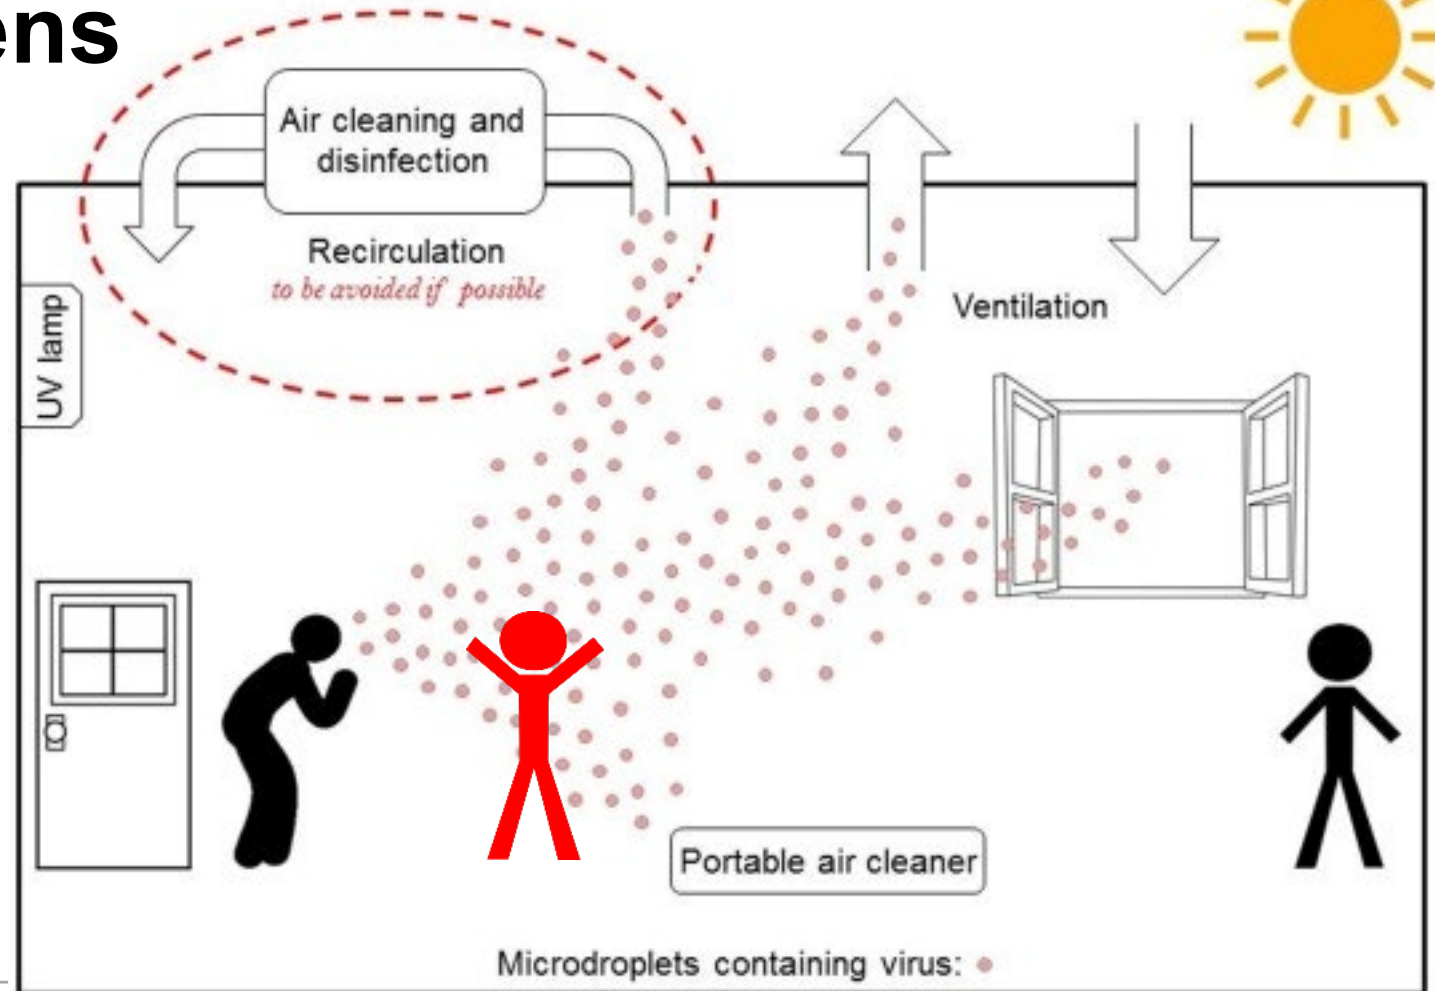 ens
Air cleaning and
disinfection
Recirculation
to be avoided if possible
UV lamp
Ventilation
Portable air cleaner
Microdroplets containing virus: